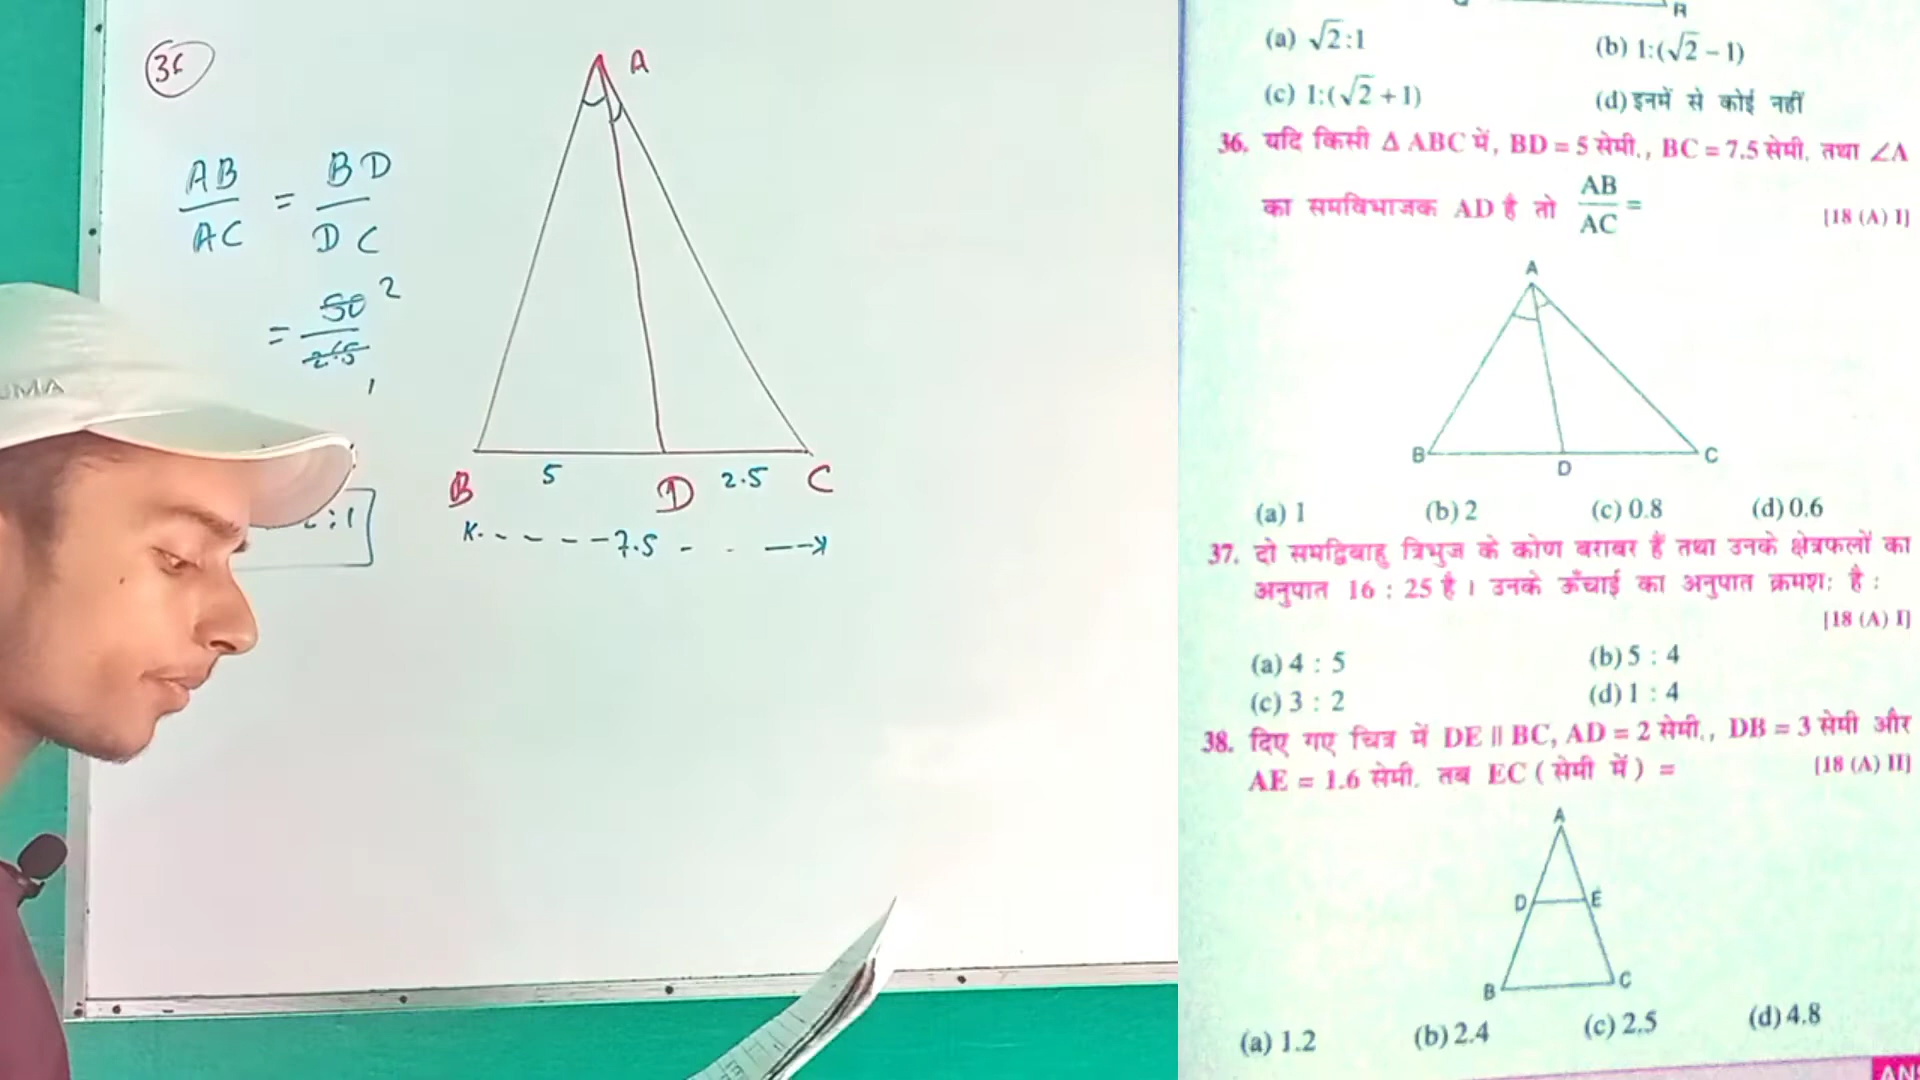 36
A
AB
AC
=
BD
DC
=
50 2
2.5
1
:1
B 5 D 2.5 C
7.5
R
(a) √2:1 (b) 1:(√2 – 1)
(c) 1:(√2 + 1) (d) इनमें से कोई नहीं
36. यदि किसी Δ ABC में, BD = 5 सेमी., BC = 7.5 सेमी. तथा ∠A
का समविभाजक AD है तो AB/AC = [18 (A) I]
A
B D C
(a) 1 (b) 2 (c) 0.8 (d) 0.6
37. दो समद्विबाहु त्रिभुज के कोण बराबर हैं तथा उनके क्षेत्रफलों का
अनुपात 16 : 25 है। उनके ऊँचाई का अनुपात क्रमश: है :
[18 (A) I]
(a) 4 : 5 (b) 5 : 4
(c) 3 : 2 (d) 1 : 4
38. दिए गए चित्र में DE || BC, AD = 2 सेमी., DB = 3 सेमी और
AE = 1.6 सेमी. तब EC ( सेमी में ) = [18 (A) II]
A
D E
B C
(a) 1.2 (b) 2.4 (c) 2.5 (d) 4.8